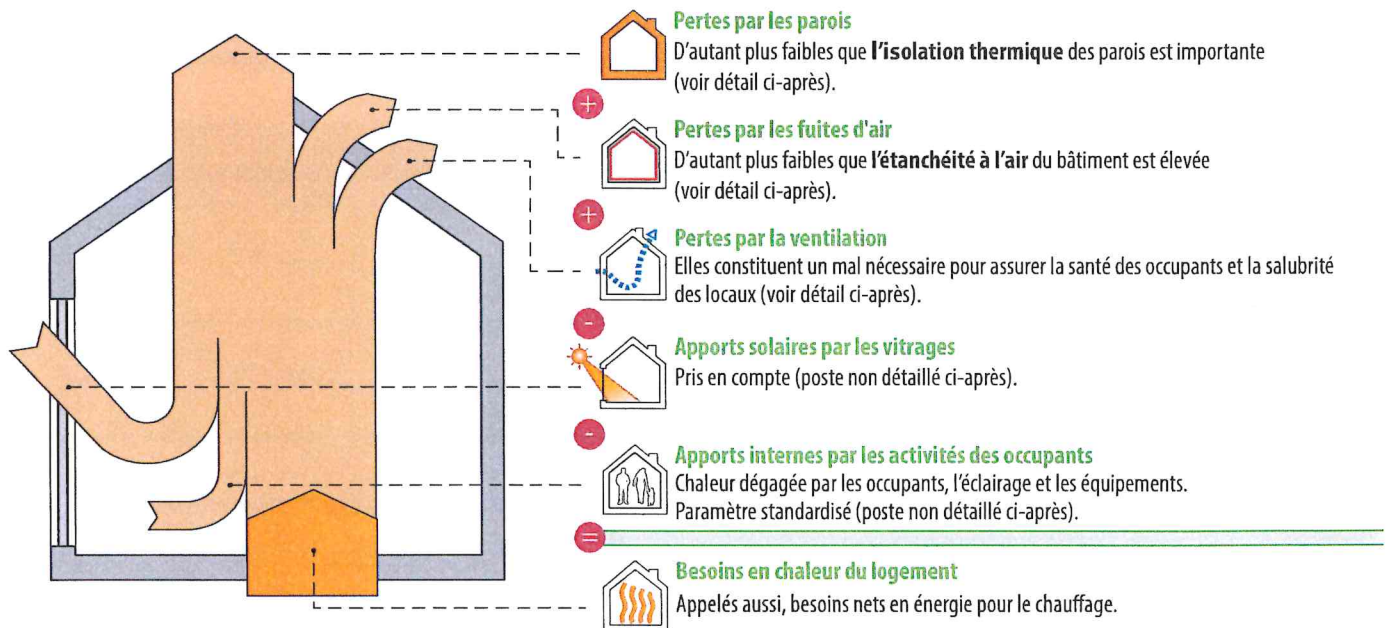 Pertes par les parois
D'autant plus faibles que l'isolation thermique des parois est importante
(voir détail ci-après).
+
Pertes par les fuites d'air
D'autant plus faibles que l'étanchéité à l'air du bâtiment est élevée
(voir détail ci-après).
+
Pertes par la ventilation
Elles constituent un mal nécessaire pour assurer la santé des occupants et la salubrité
des locaux (voir détail ci-après).
-
Apports solaires par les vitrages
Pris en compte (poste non détaillé ci-après).
-
Apports internes par les activités des occupants
Chaleur dégagée par les occupants, l'éclairage et les équipements.
Paramètre standardisé (poste non détaillé ci-après).
=
Besoins en chaleur du logement
Appelés aussi, besoins nets en énergie pour le chauffage.